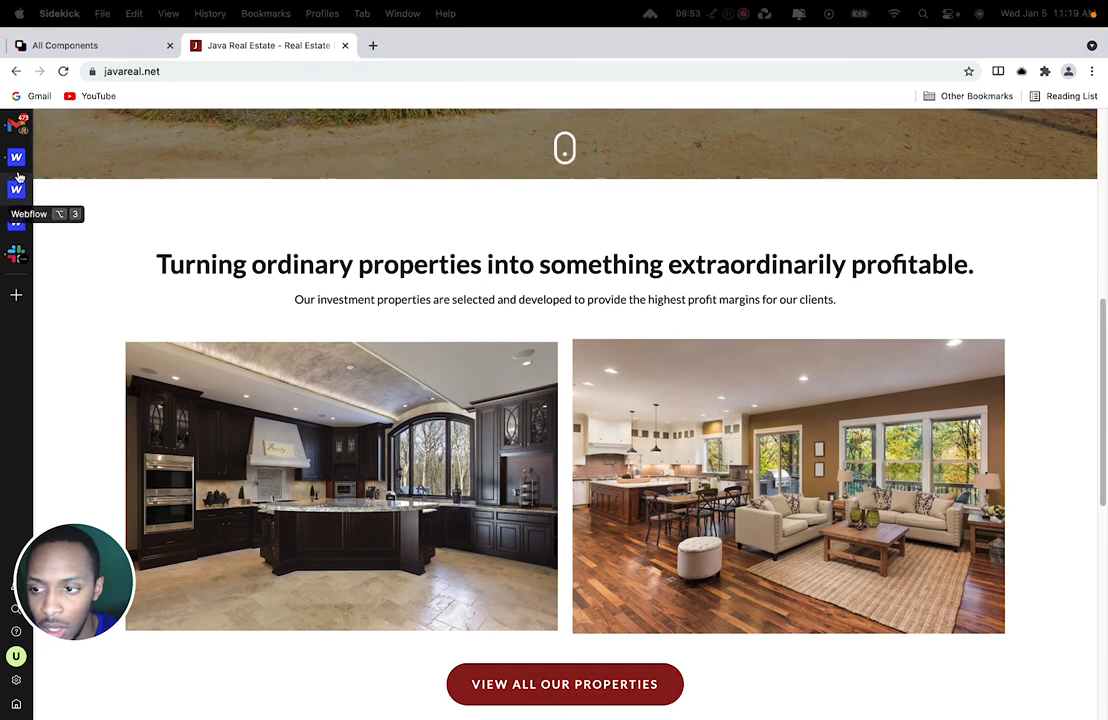 Sidekick File Edit View History Bookmarks Profiles Tab Window Help 09:53 Wed Jan 5 11:19 AM
All Components
J Java Real Estate - Real Estate
javareal.net
Gmail YouTube Other Bookmarks Reading List
475
W
W
Webflow ⌥ 3
Turning ordinary properties into something extraordinarily profitable.
Our investment properties are selected and developed to provide the highest profit margins for our clients.
U
VIEW ALL OUR PROPERTIES